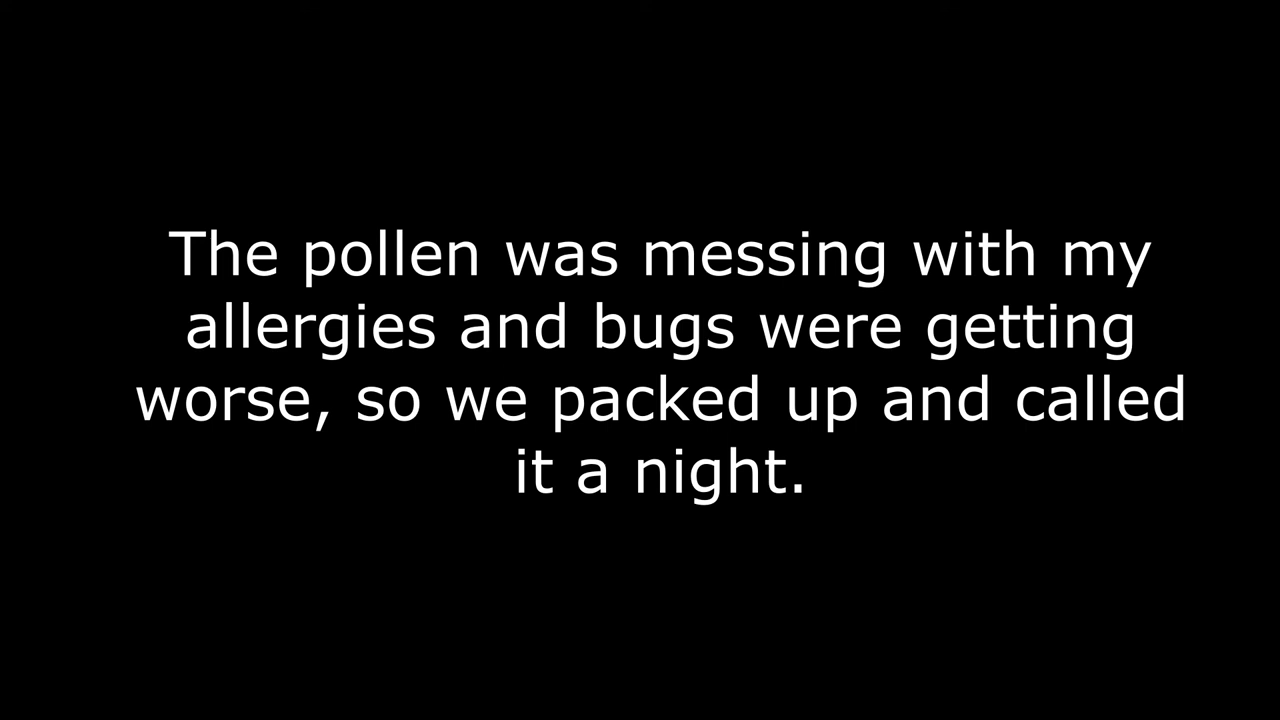 The pollen was messing with my
allergies and bugs were getting
worse, so we packed up and called
it a night.